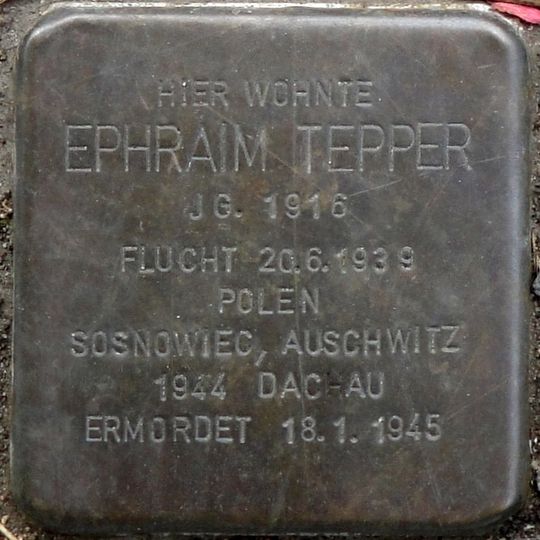 HIER WOHNTE
EPHRAIM TEPPER
JG. 1916
FLUCHT 20.6.1939
POLEN
SOSNOWIEC, AUSCHWITZ
1944 DACHAU
ERMORDET 18.1.1945